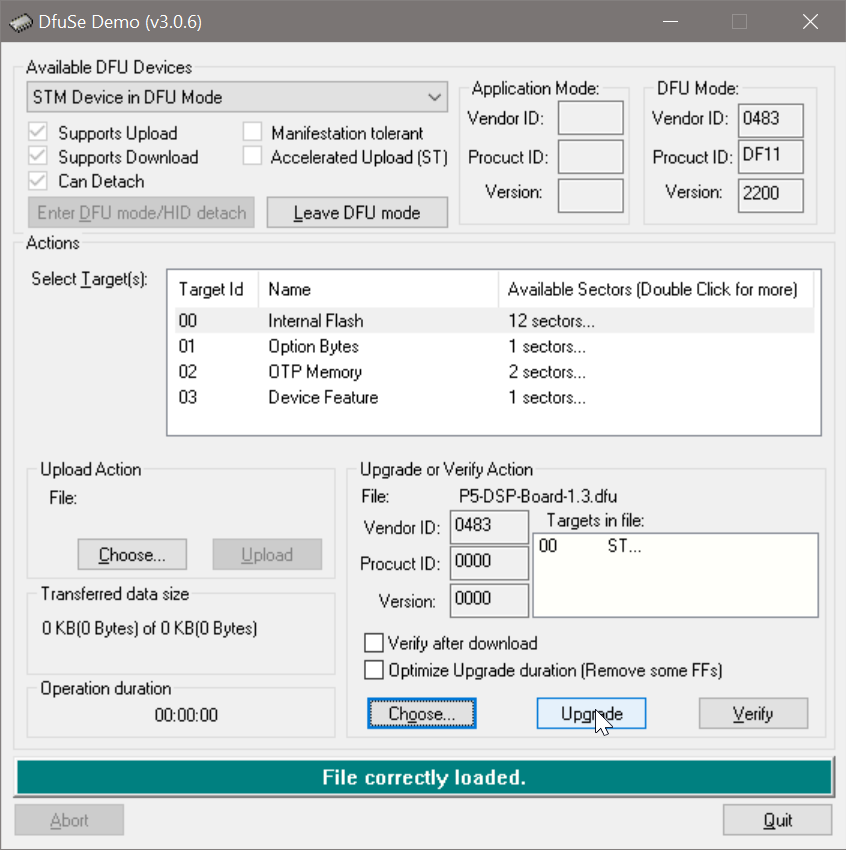 DfuSe Demo (v3.0.6)
Available DFU Devices
STM Device in DFU Mode
Supports Upload
Manifestation tolerant
Supports Download
Accelerated Upload (ST)
Can Detach
Enter DFU mode/HID detach
Leave DFU mode
Application Mode:
Vendor ID:
Procuct ID:
Version:
DFU Mode:
Vendor ID: 0483
Procuct ID: DF11
Version: 2200
Actions
Select Target(s):
Target Id Name Available Sectors (Double Click for more)
00 Internal Flash 12 sectors...
01 Option Bytes 1 sectors...
02 OTP Memory 2 sectors...
03 Device Feature 1 sectors...
Upload Action
File:
Choose... Upload
Transferred data size
0 KB(0 Bytes) of 0 KB(0 Bytes)
Operation duration
00:00:00
Upgrade or Verify Action
File: P5-DSP-Board-1.3.dfu
Vendor ID: 0483
Procuct ID: 0000
Version: 0000
Targets in file:
00 ST...
Verify after download
Optimize Upgrade duration (Remove some FFs)
Choose... Upgrade Verify
File correctly loaded.
Abort Quit